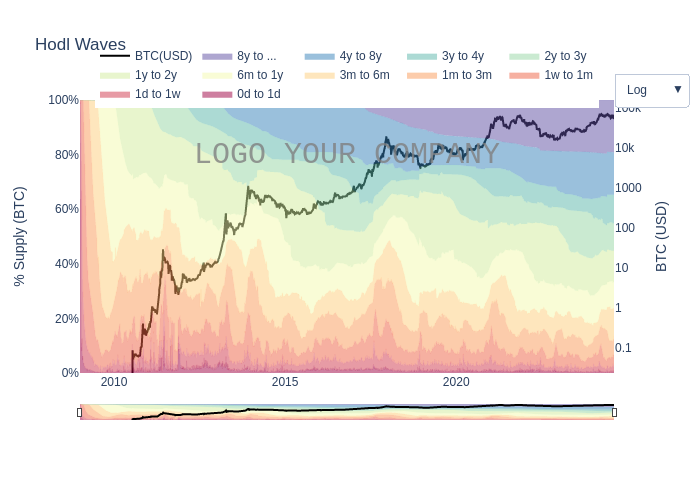 Hodl Waves
BTC(USD) 8y to ... 4y to 8y 3y to 4y 2y to 3y
1y to 2y 6m to 1y 3m to 6m 1m to 3m 1w to 1m
1d to 1w 0d to 1d
Log ▼
100% 100k
80% 10k
60% 1000
40% 100
20% 10
0% 1
0.1
LOGO YOUR COMPANY
% Supply (BTC)
BTC (USD)
2010 2015 2020